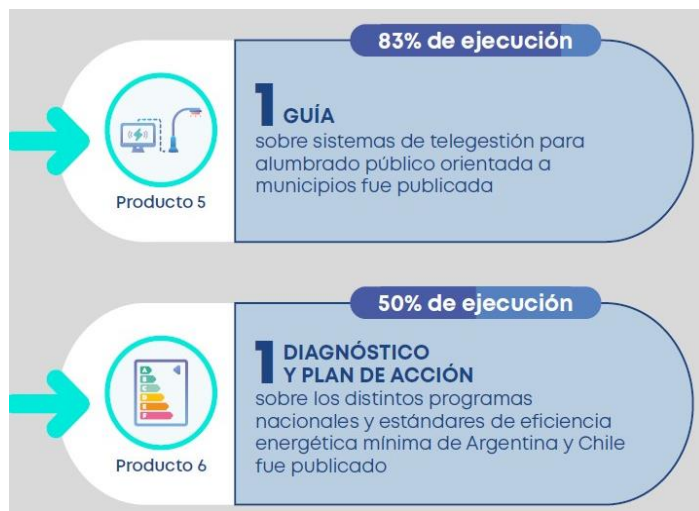 83% de ejecución
1 GUÍA
sobre sistemas de telegestión para
alumbrado público orientada a
municipios fue publicada
Producto 5
50% de ejecución
1 DIAGNÓSTICO
Y PLAN DE ACCIÓN
sobre los distintos programas
nacionales y estándares de eficiencia
energética mínima de Argentina y Chile
fue publicado
Producto 6